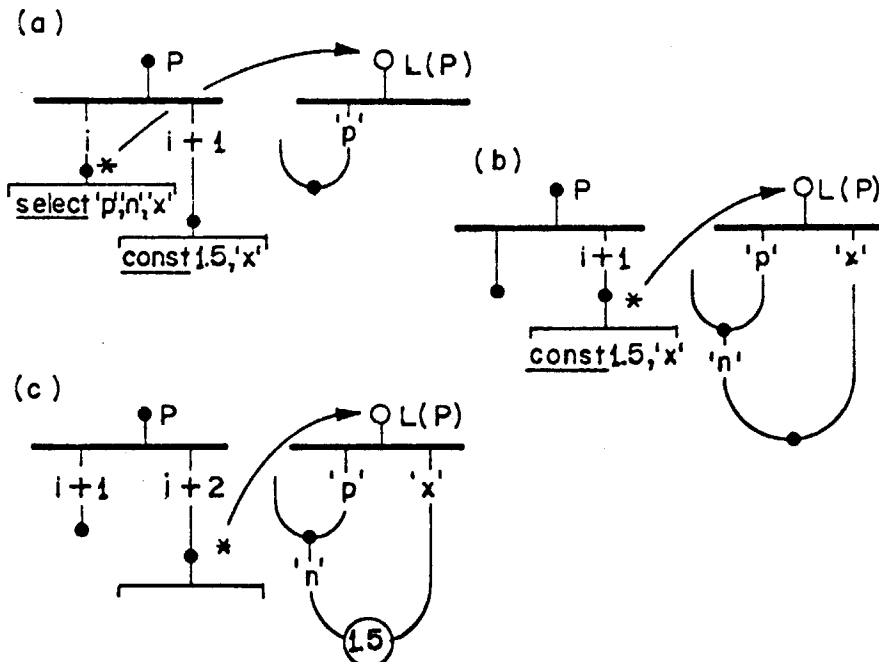 (a)
P
L(P)
i
i + 1
'p'
*
select 'p','n','x'
const 1.5,'x'
(b)
P
L(P)
i + 1
'p'
'x'
*
const 1.5,'x'
'n'
(c)
P
L(P)
i + 1
i + 2
'p'
'x'
*
'n'
1.5